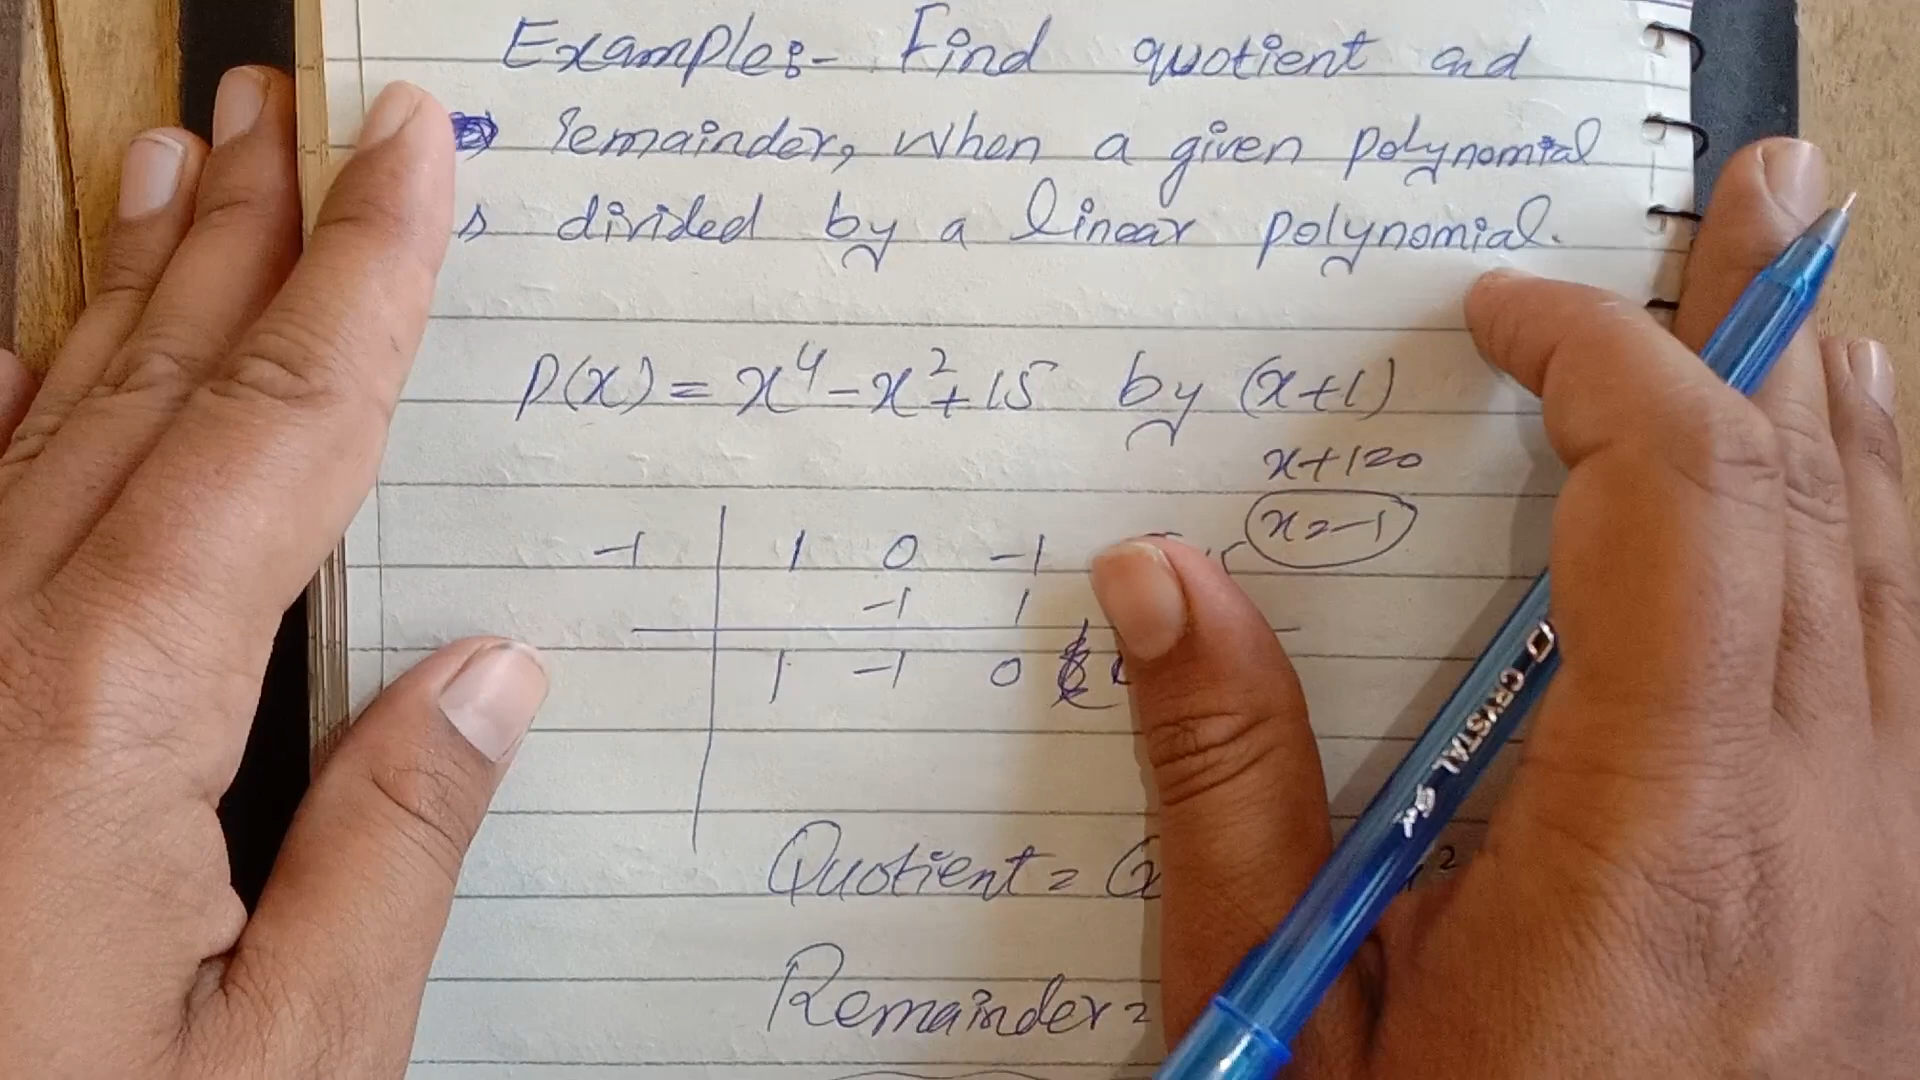 Example:- Find quotient and
remainder, when a given polynomial
s divided by a linear polynomial.
P(x) = x⁴ - x² + 15 by (x+1)
x+1=0
x=-1
-1 1 0 -1
-1 1
1 -1 0
Quotient = (x ²
Remainder =
CRYSTAL